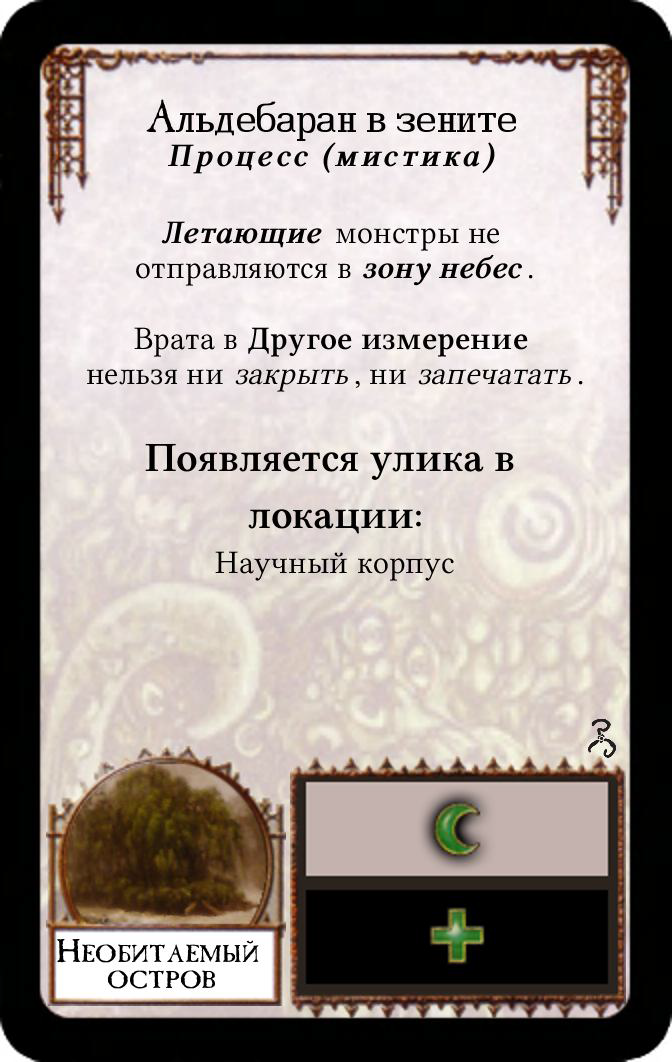 Альдебаран в зените
Процесс (мистика)
Летающие монстры не
отправляются в зону небес.
Врата в Другое измерение
нельзя ни закрыть, ни запечатать.
Появляется улика в
локации:
Научный корпус
Необитаемый
остров